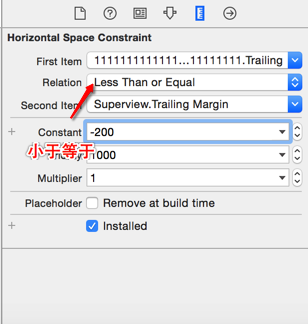 Horizontal Space Constraint
First Item 1111111111111...11111111.Trailing
Relation Less Than or Equal
Second Item Superview.Trailing Margin
Constant -200
小于等于
1000
Multiplier 1
Placeholder Remove at build time
Installed